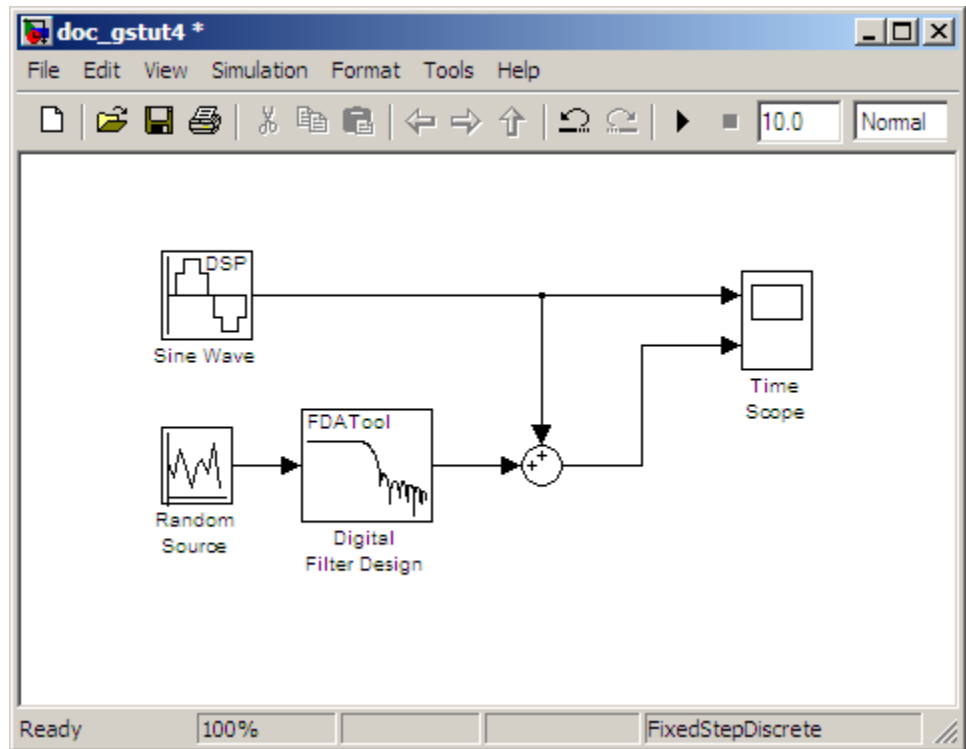 doc_gstut4 *
File Edit View Simulation Format Tools Help
10.0 Normal
DSP
Sine Wave
Time
Scope
FDATool
Random
Source
Digital
Filter Design
+ +
Ready 100% FixedStepDiscrete